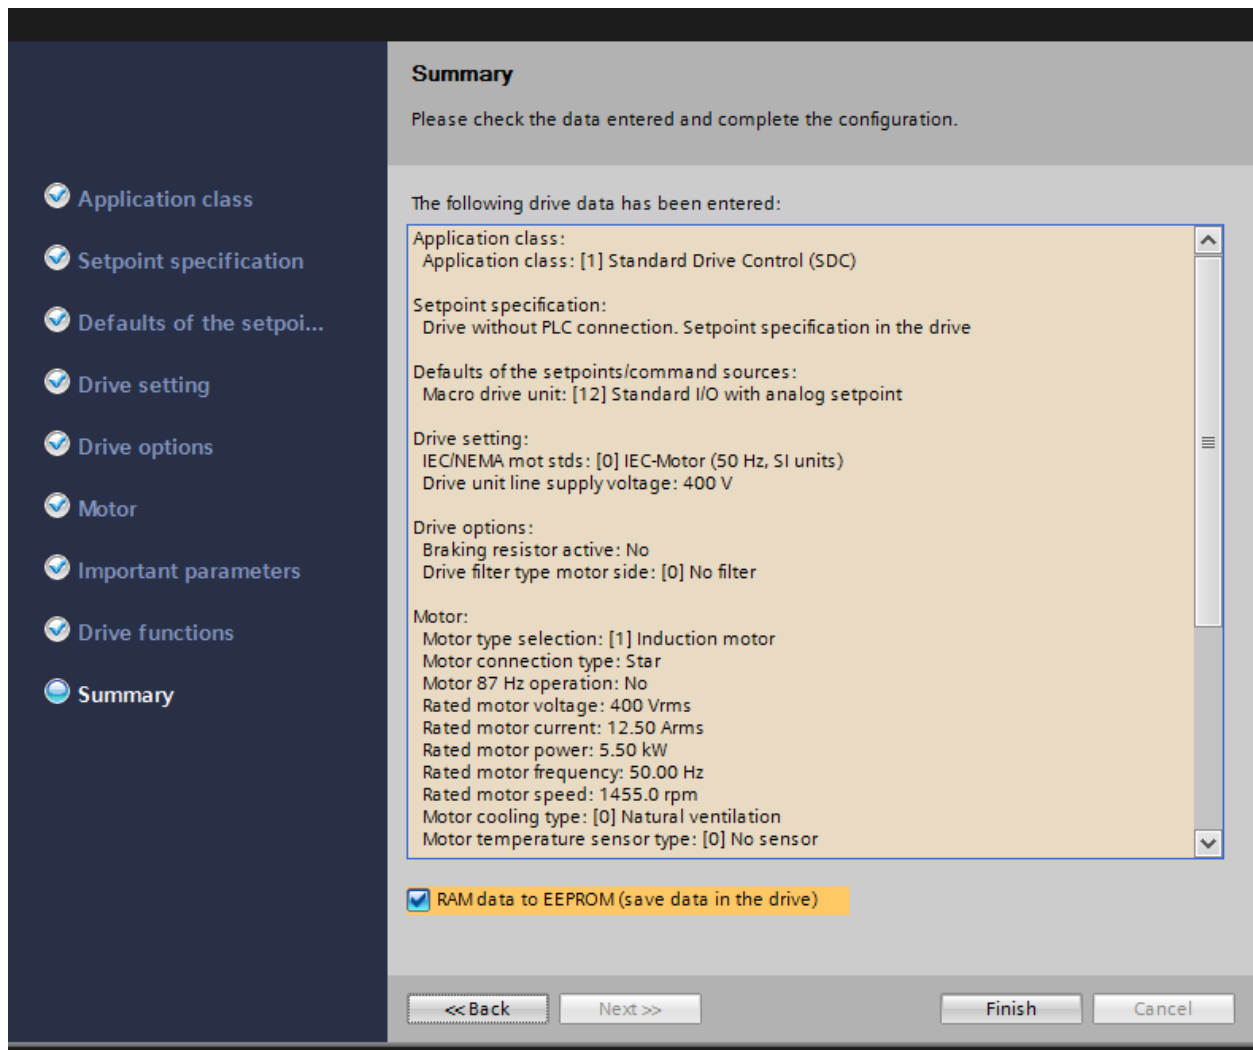 Summary
Please check the data entered and complete the configuration.
Application class
Setpoint specification
Defaults of the setpoi...
Drive setting
Drive options
Motor
Important parameters
Drive functions
Summary
The following drive data has been entered:
Application class:
Application class: [1] Standard Drive Control (SDC)
Setpoint specification:
Drive without PLC connection. Setpoint specification in the drive
Defaults of the setpoints/command sources:
Macro drive unit: [12] Standard I/O with analog setpoint
Drive setting:
IEC/NEMA mot stds: [0] IEC-Motor (50 Hz, SI units)
Drive unit line supply voltage: 400 V
Drive options:
Braking resistor active: No
Drive filter type motor side: [0] No filter
Motor:
Motor type selection: [1] Induction motor
Motor connection type: Star
Motor 87 Hz operation: No
Rated motor voltage: 400 Vrms
Rated motor current: 12.50 Arms
Rated motor power: 5.50 kW
Rated motor frequency: 50.00 Hz
Rated motor speed: 1455.0 rpm
Motor cooling type: [0] Natural ventilation
Motor temperature sensor type: [0] No sensor
RAM data to EEPROM (save data in the drive)
<< Back
Next >>
Finish
Cancel